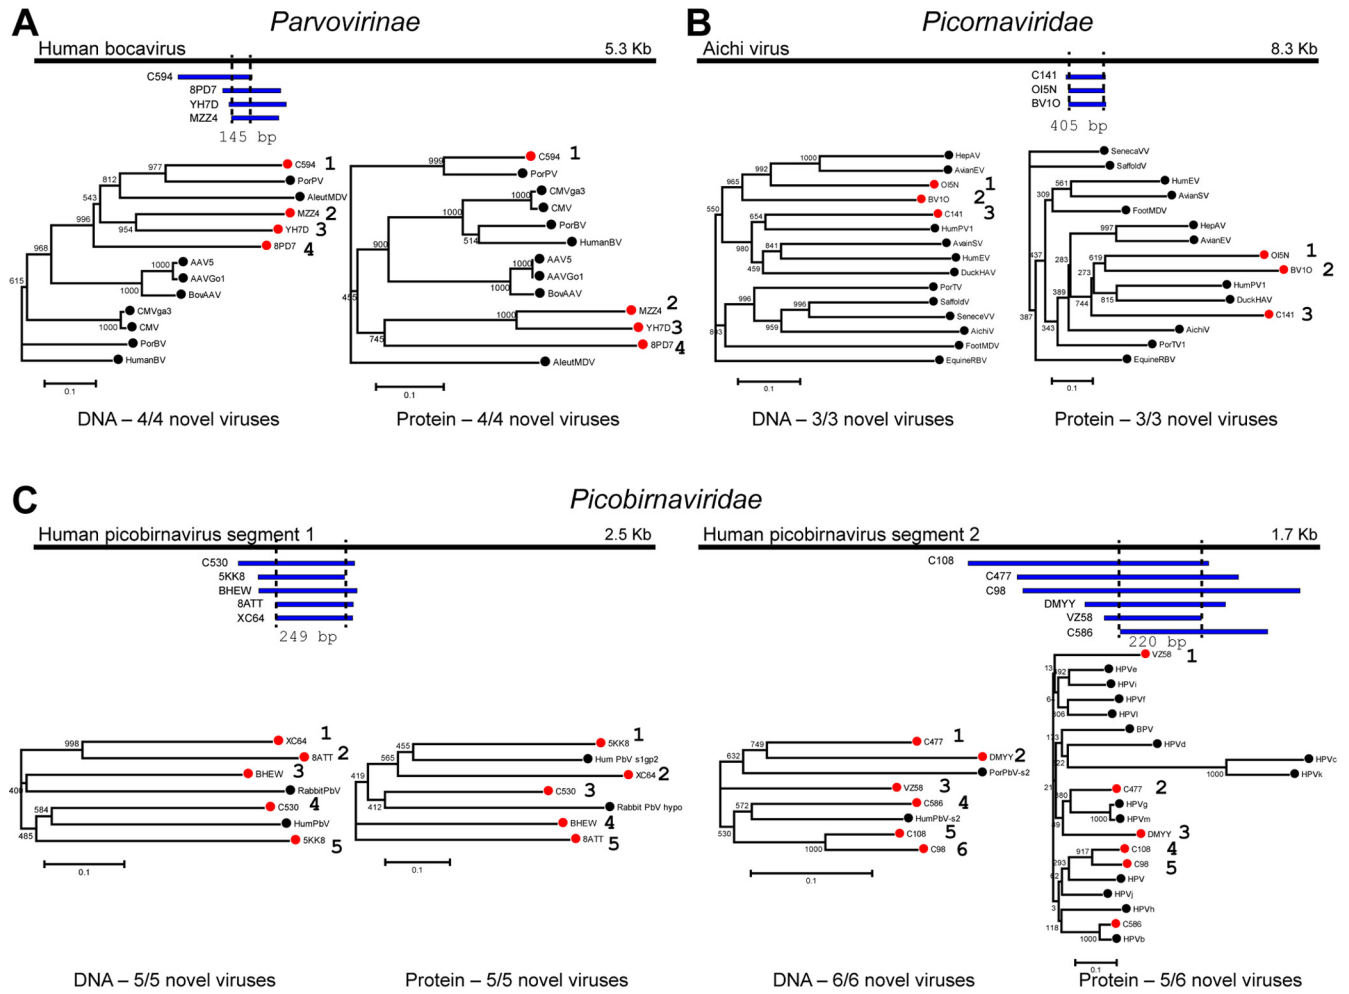 A
Parvovirinae
Human bocavirus
5.3 Kb
C594
8PD7
YH7D
MZZ4
145 bp
977
812
543
996
954
968
615
1000
C594
1
PorPV
AleutMDV
MZZ4
2
YH7D
3
8PD7
4
AAV5
AAVGo1
BovAAV
CMVga3
CMV
PorBV
HumanBV
1000
1000
0.1
DNA – 4/4 novel viruses
999
C594
1
PorPV
1000
CMVga3
CMV
1000
PorBV
514
HumanBV
900
1000
AAV5
AAVGo1
1000
BovAAV
455
MZZ4
2
1000
YH7D
3
745
8PD7
4
AleutMDV
0.1
Protein – 4/4 novel viruses
B
Picornaviridae
Aichi virus
8.3 Kb
C141
OI5N
BV1O
405 bp
1000
HepAV
992
AvianEV
965
OI5N
1
BV1O
2
550
654
C141
3
HumPV1
980
841
AvainSV
HumEV
459
DuckHAV
PorTV
996
996
SaffoldV
SeneceVV
959
AichiV
833
FootMDV
EquineRBV
0.1
DNA – 3/3 novel viruses
SenecaVV
SaffoldV
561
HumEV
309
AvianSV
FootMDV
997
HepAV
AvianEV
437
283
619
OI5N
1
273
BV1O
2
389
744
HumPV1
815
DuckHAV
387
343
C141
3
AichiV
PorTV1
EquineRBV
0.1
Protein – 3/3 novel viruses
C
Picobirnaviridae
Human picobirnavirus segment 1
2.5 Kb
C530
5KK8
BHEW
8ATT
XC64
249 bp
998
XC64
1
8ATT
2
BHEW
3
400
RabbitPbV
584
C530
4
HumPbV
485
5KK8
5
0.1
DNA – 5/5 novel viruses
455
5KK8
1
565
Hum PbV s1gp2
XC64
2
419
C530
3
412
Rabbit PbV hypo
BHEW
4
8ATT
5
0.1
Protein – 5/5 novel viruses
Human picobirnavirus segment 2
1.7 Kb
C108
C477
C98
DMYY
VZ58
C586
220 bp
749
C477
1
632
DMYY
2
PorPbV-s2
VZ58
3
572
C586
4
HumPbV-s2
530
C108
5
1000
C98
6
0.1
DNA – 6/6 novel viruses
VZ58
1
13
HPVe
HPVi
HPVf
HPVl
BPV
HPVd
HPVc
1000
HPVk
C477
2
HPVg
1000
HPVm
DMYY
3
917
C108
4
C98
5
HPV
HPVj
3
HPVh
118
C586
1000
HPVb
0.1
Protein – 5/6 novel viruses